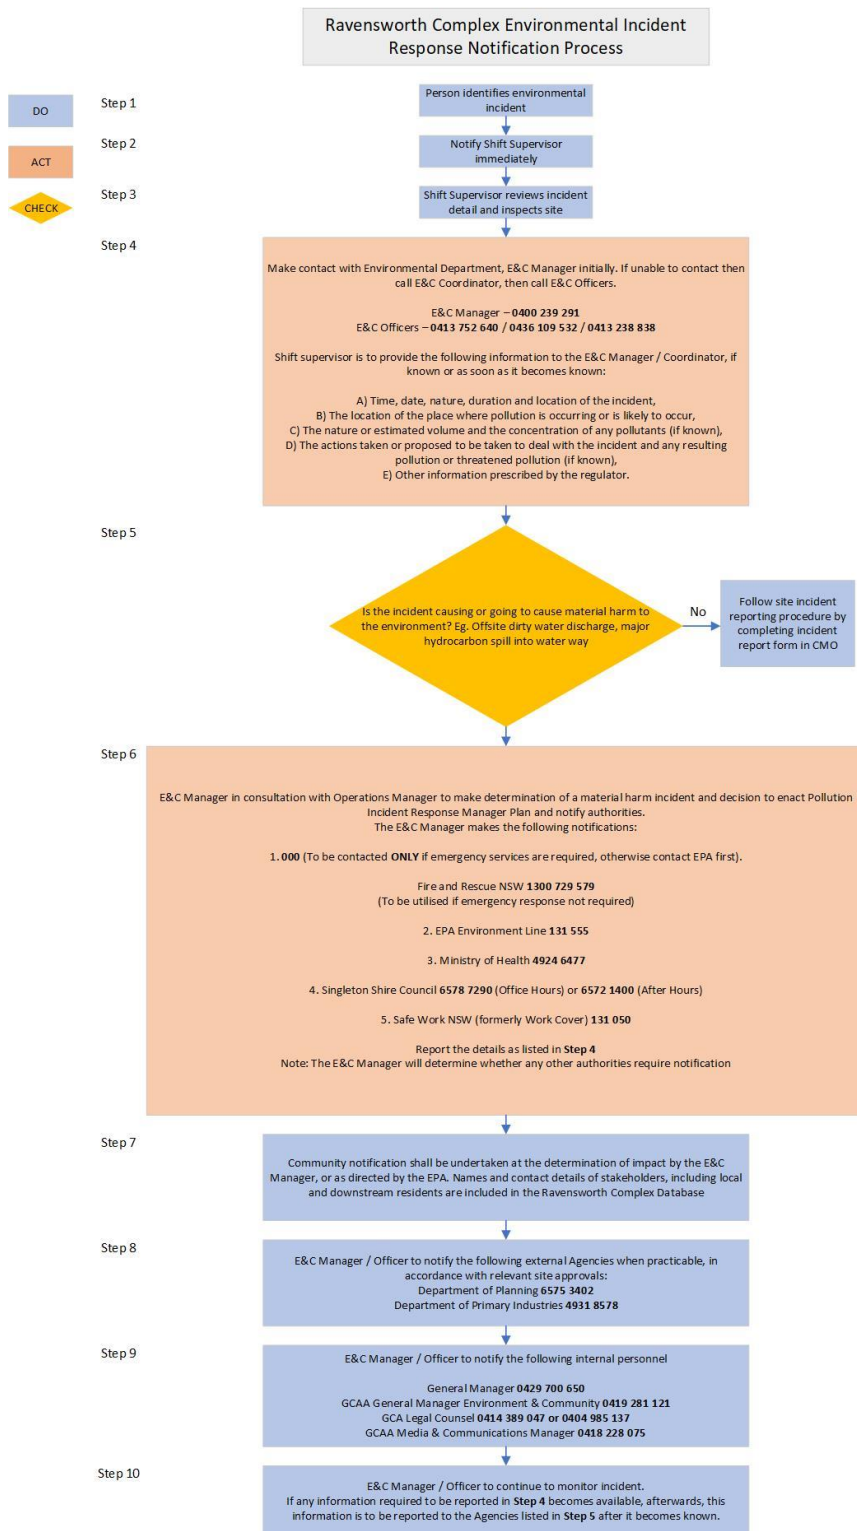 Ravensworth Complex Environmental Incident
Response Notification Process
DO
ACT
CHECK
Step 1
Person identifies environmental
incident
Step 2
Notify Shift Supervisor
immediately
Step 3
Shift Supervisor reviews incident
detail and inspects site
Step 4
Make contact with Environmental Department, E&C Manager initially. If unable to contact then
call E&C Coordinator, then call E&C Officers.
E&C Manager – 0400 239 291
E&C Officers – 0413 752 640 / 0436 109 532 / 0413 238 838
Shift supervisor is to provide the following information to the E&C Manager / Coordinator, if
known or as soon as it becomes known:
A) Time, date, nature, duration and location of the incident,
B) The location of the place where pollution is occurring or is likely to occur,
C) The nature or estimated volume and the concentration of any pollutants (if known),
D) The actions taken or proposed to be taken to deal with the incident and any resulting
pollution or threatened pollution (if known),
E) Other information prescribed by the regulator.
Step 5
Is the incident causing or going to cause material harm to
the environment? Eg. Offsite dirty water discharge, major
hydrocarbon spill into water way
No
Follow site incident
reporting procedure by
completing incident
report form in CMO
Step 6
E&C Manager in consultation with Operations Manager to make determination of a material harm incident and decision to enact Pollution
Incident Response Manager Plan and notify authorities.
The E&C Manager makes the following notifications:
1. 000 (To be contacted ONLY if emergency services are required, otherwise contact EPA first).
Fire and Rescue NSW 1300 729 579
(To be utilised if emergency response not required)
2. EPA Environment Line 131 555
3. Ministry of Health 4924 6477
4. Singleton Shire Council 6578 7290 (Office Hours) or 6572 1400 (After Hours)
5. Safe Work NSW (formerly Work Cover) 131 050
Report the details as listed in Step 4
Note: The E&C Manager will determine whether any other authorities require notification
Step 7
Community notification shall be undertaken at the determination of impact by the E&C
Manager, or as directed by the EPA. Names and contact details of stakeholders, including local
and downstream residents are included in the Ravensworth Complex Database
Step 8
E&C Manager / Officer to notify the following external Agencies when practicable, in
accordance with relevant site approvals:
Department of Planning 6575 3402
Department of Primary Industries 4931 8578
Step 9
E&C Manager / Officer to notify the following internal personnel
General Manager 0429 700 650
GCAA General Manager Environment & Community 0419 281 121
GCA Legal Counsel 0414 389 047 or 0404 985 137
GCAA Media & Communications Manager 0418 228 075
Step 10
E&C Manager / Officer to continue to monitor incident.
If any information required to be reported in Step 4 becomes available, afterwards, this
information is to be reported to the Agencies listed in Step 5 after it becomes known.